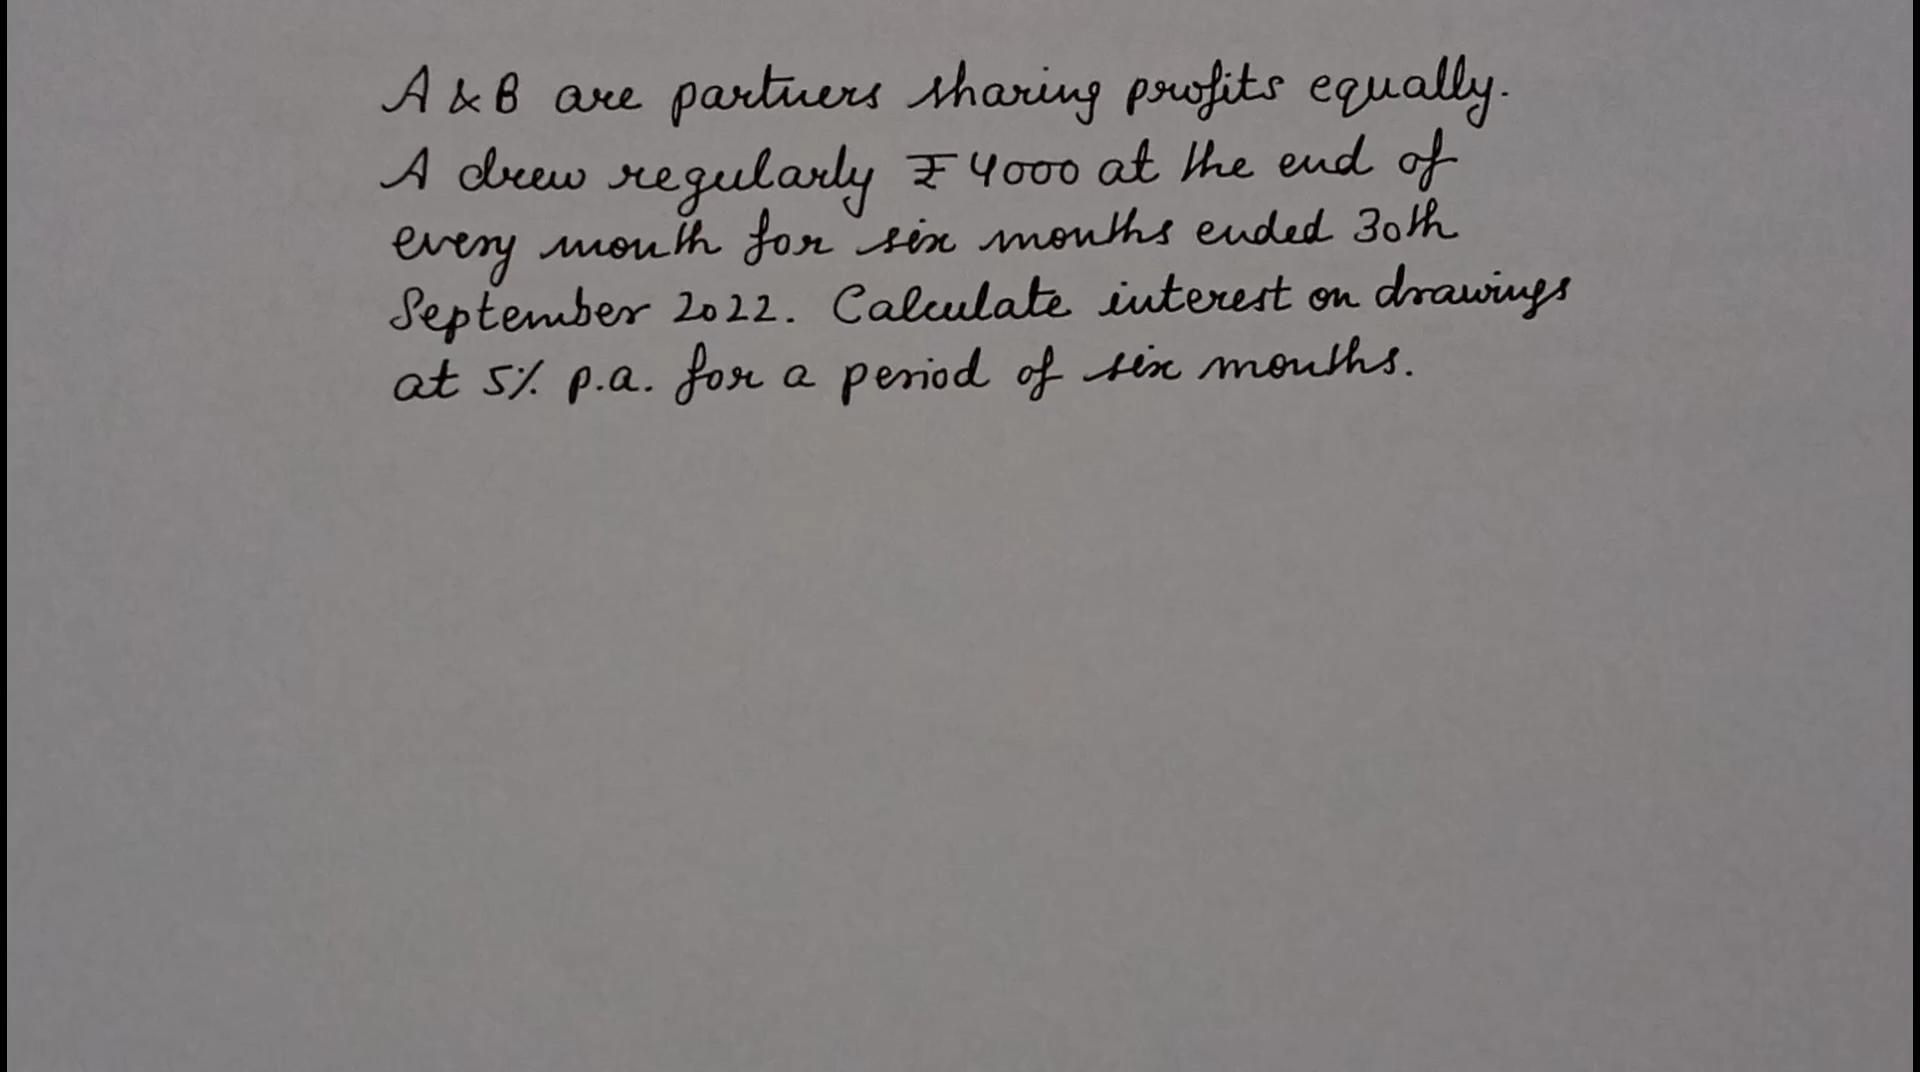 A & B are partners sharing profits equally.
A drew regularly ₹ 4000 at the end of
every month for six months ended 30th
September 2022. Calculate interest on drawings
at 5% p.a. for a period of six months.